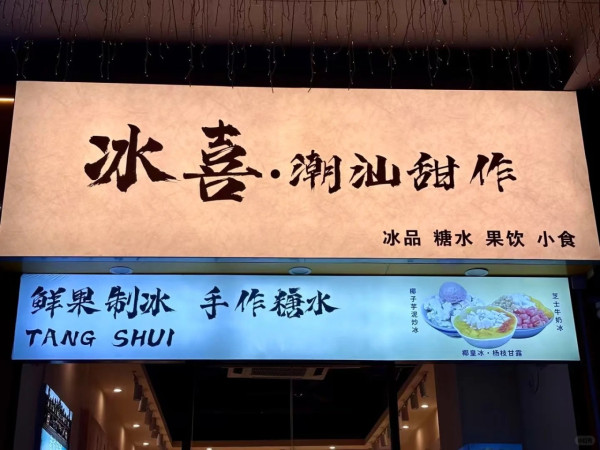 冰喜·潮汕甜作
冰品 糖水 果饮 小食
鲜果制冰 手作糖水
TANG SHUI
椰子芋泥炒冰
芝士牛奶冰
椰皇冰·杨枝甘露